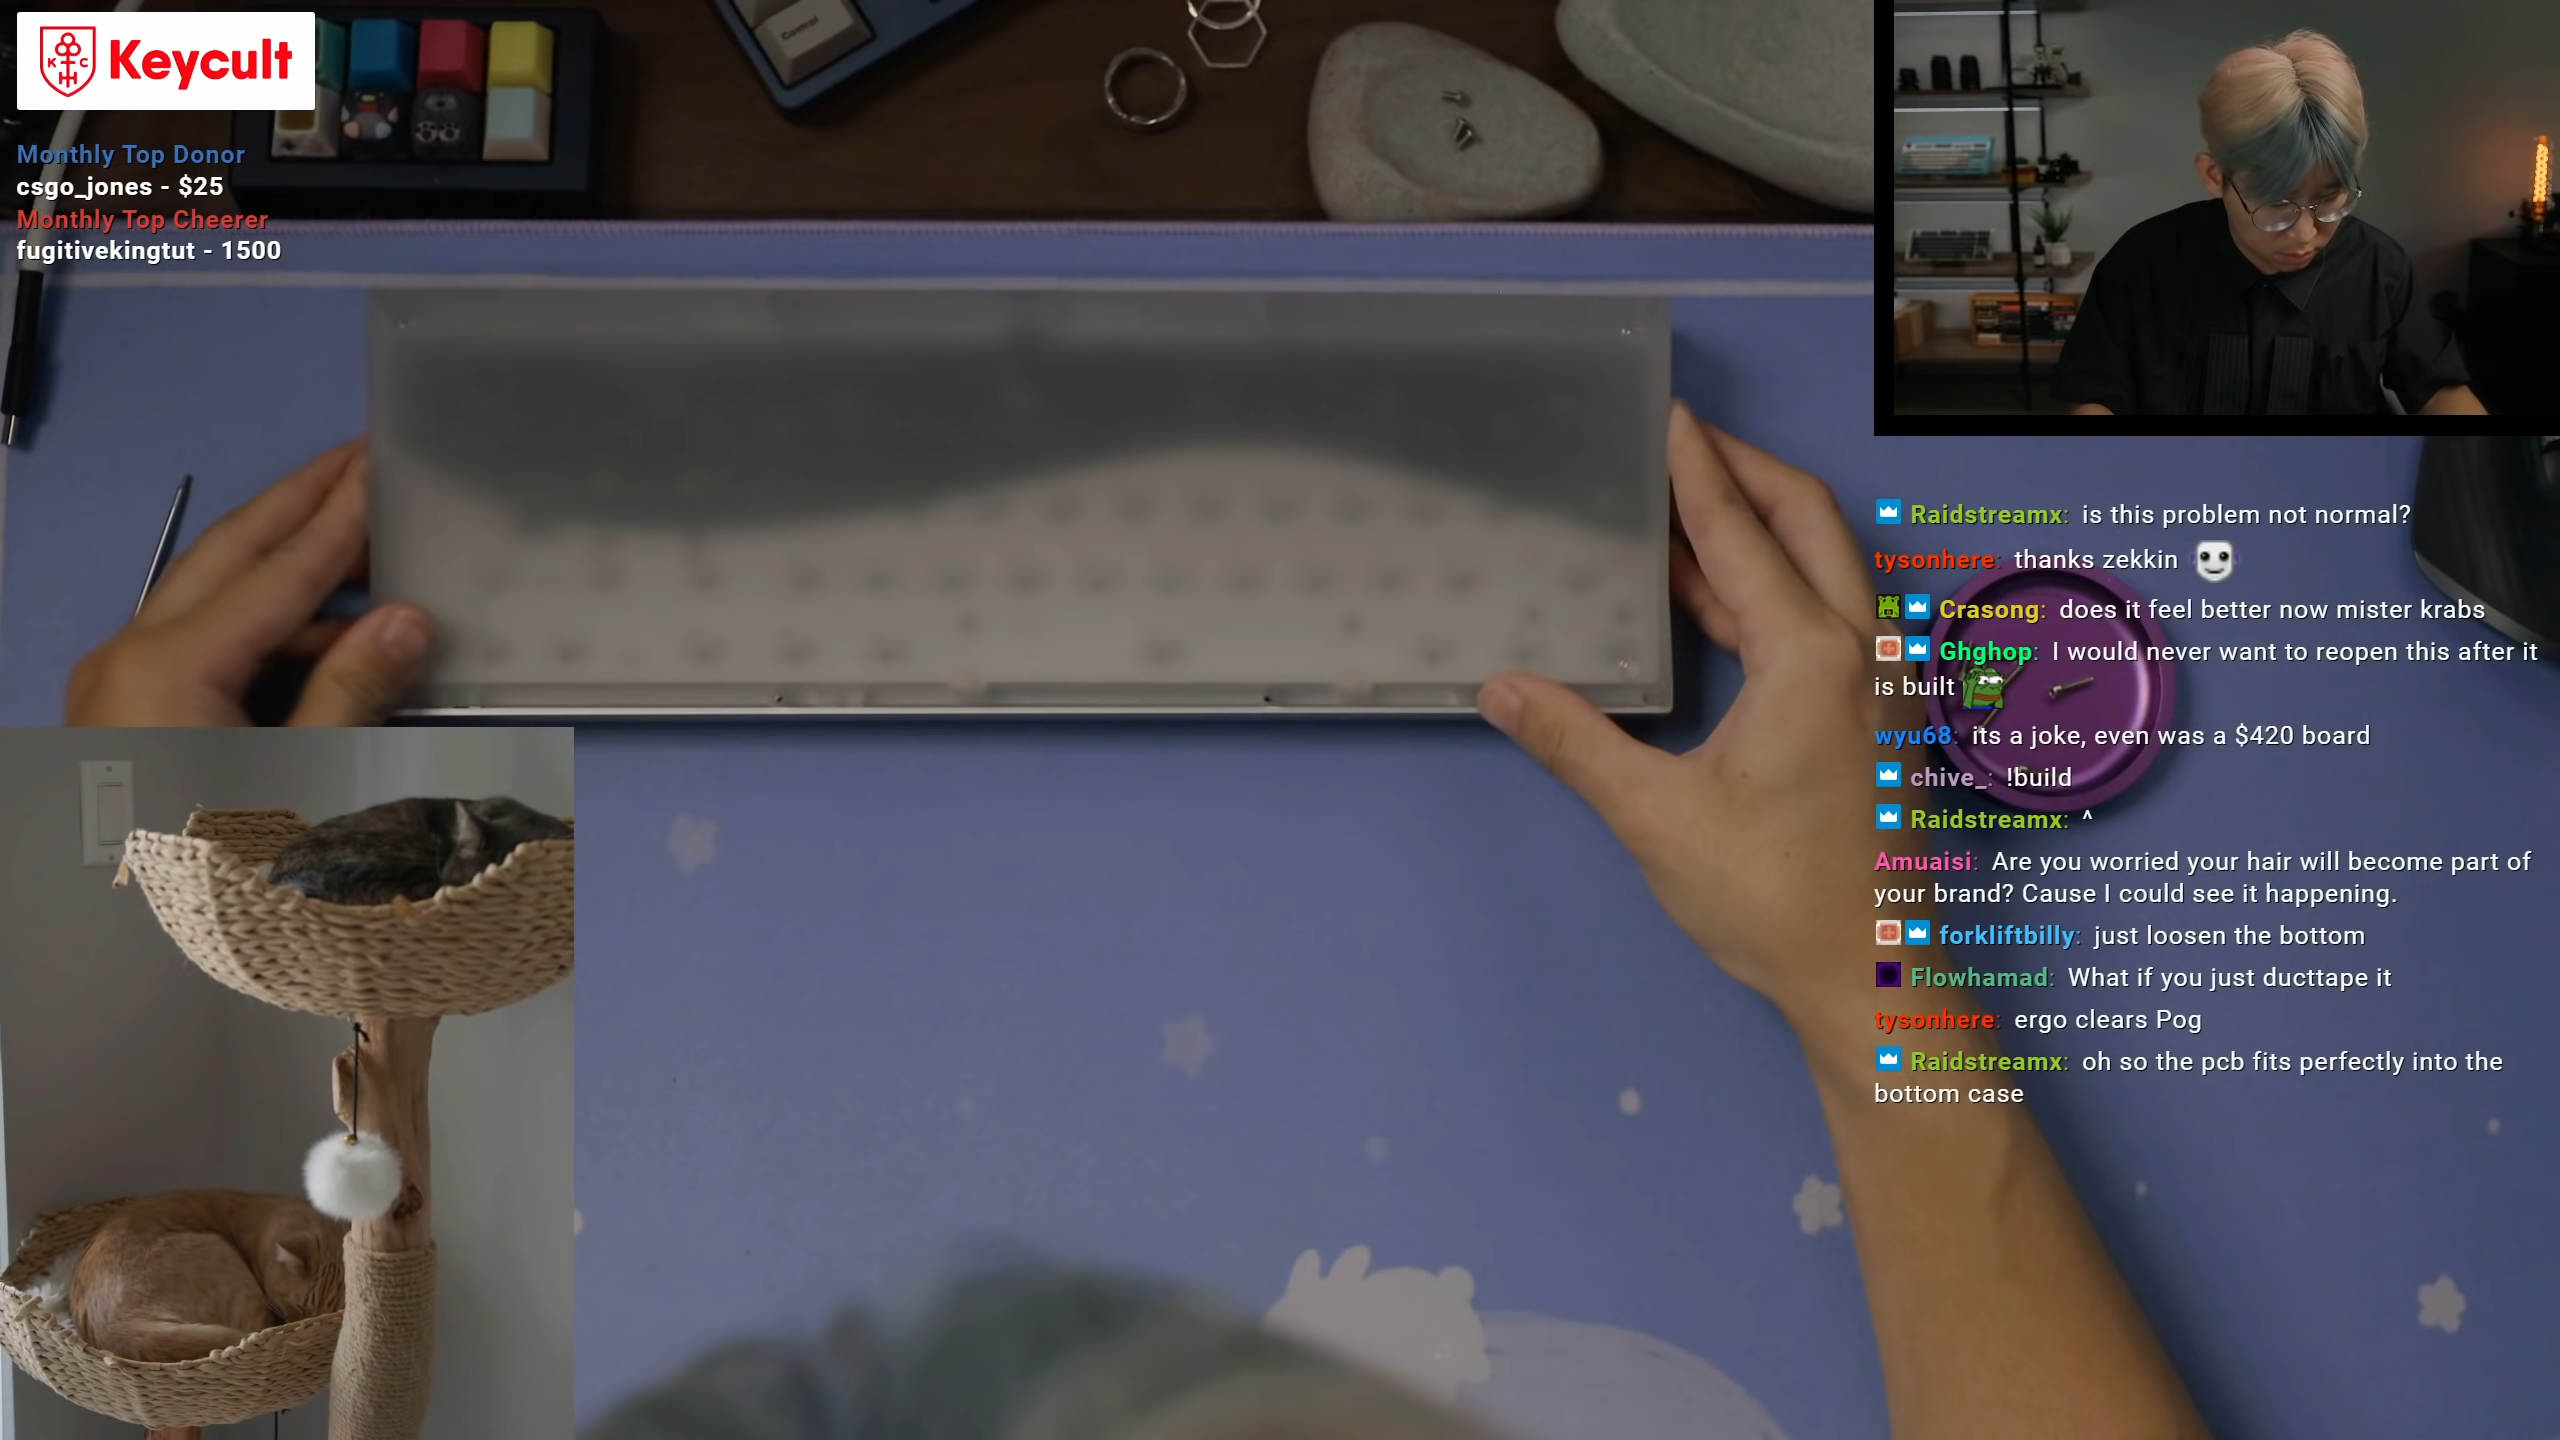 Keycult
K C
Monthly Top Donor
csgo_jones - $25
Monthly Top Cheerer
fugitivekingtut - 1500
Control
Raidstreamx: is this problem not normal?
tysonhere: thanks zekkin
Crasong: does it feel better now mister krabs
Ghghop: I would never want to reopen this after it
is built
wyu68: its a joke, even was a $420 board
chive_: !build
Raidstreamx: ^
Amuaisi: Are you worried your hair will become part of
your brand? Cause I could see it happening.
forkliftbilly: just loosen the bottom
Flowhamad: What if you just ducttape it
tysonhere: ergo clears Pog
Raidstreamx: oh so the pcb fits perfectly into the
bottom case